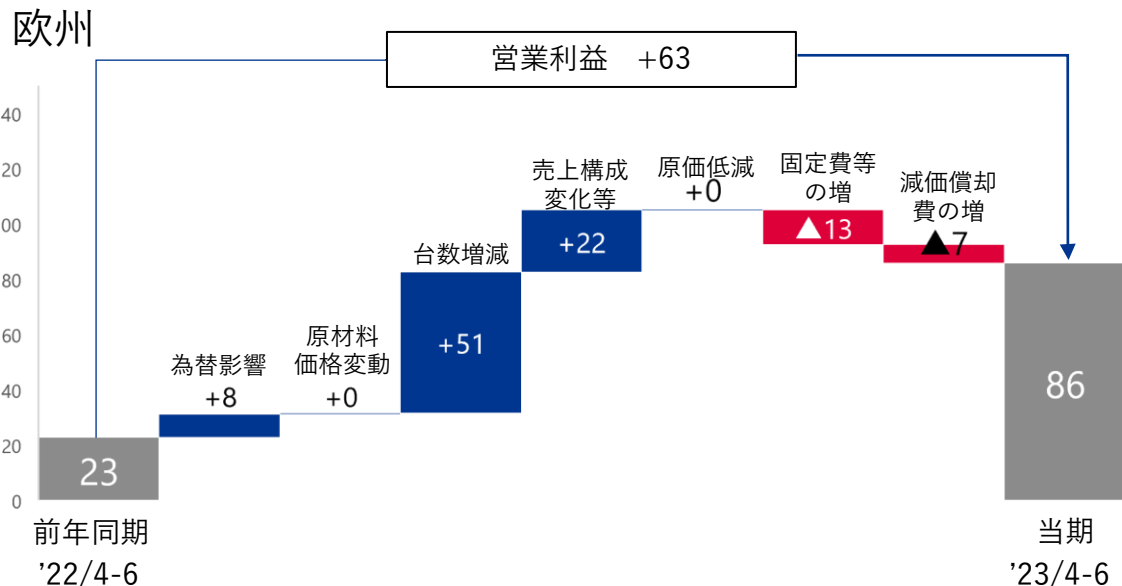 欧州
営業利益　+63
40
20
00
80
60
40
20
0
為替影響
+8
原材料
価格変動
+0
台数増減
+51
売上構成
変化等
+22
原価低減
+0
固定費等
の増
▲13
減価償却
費の増
▲7
23
86
前年同期
’22/4-6
当期
’23/4-6